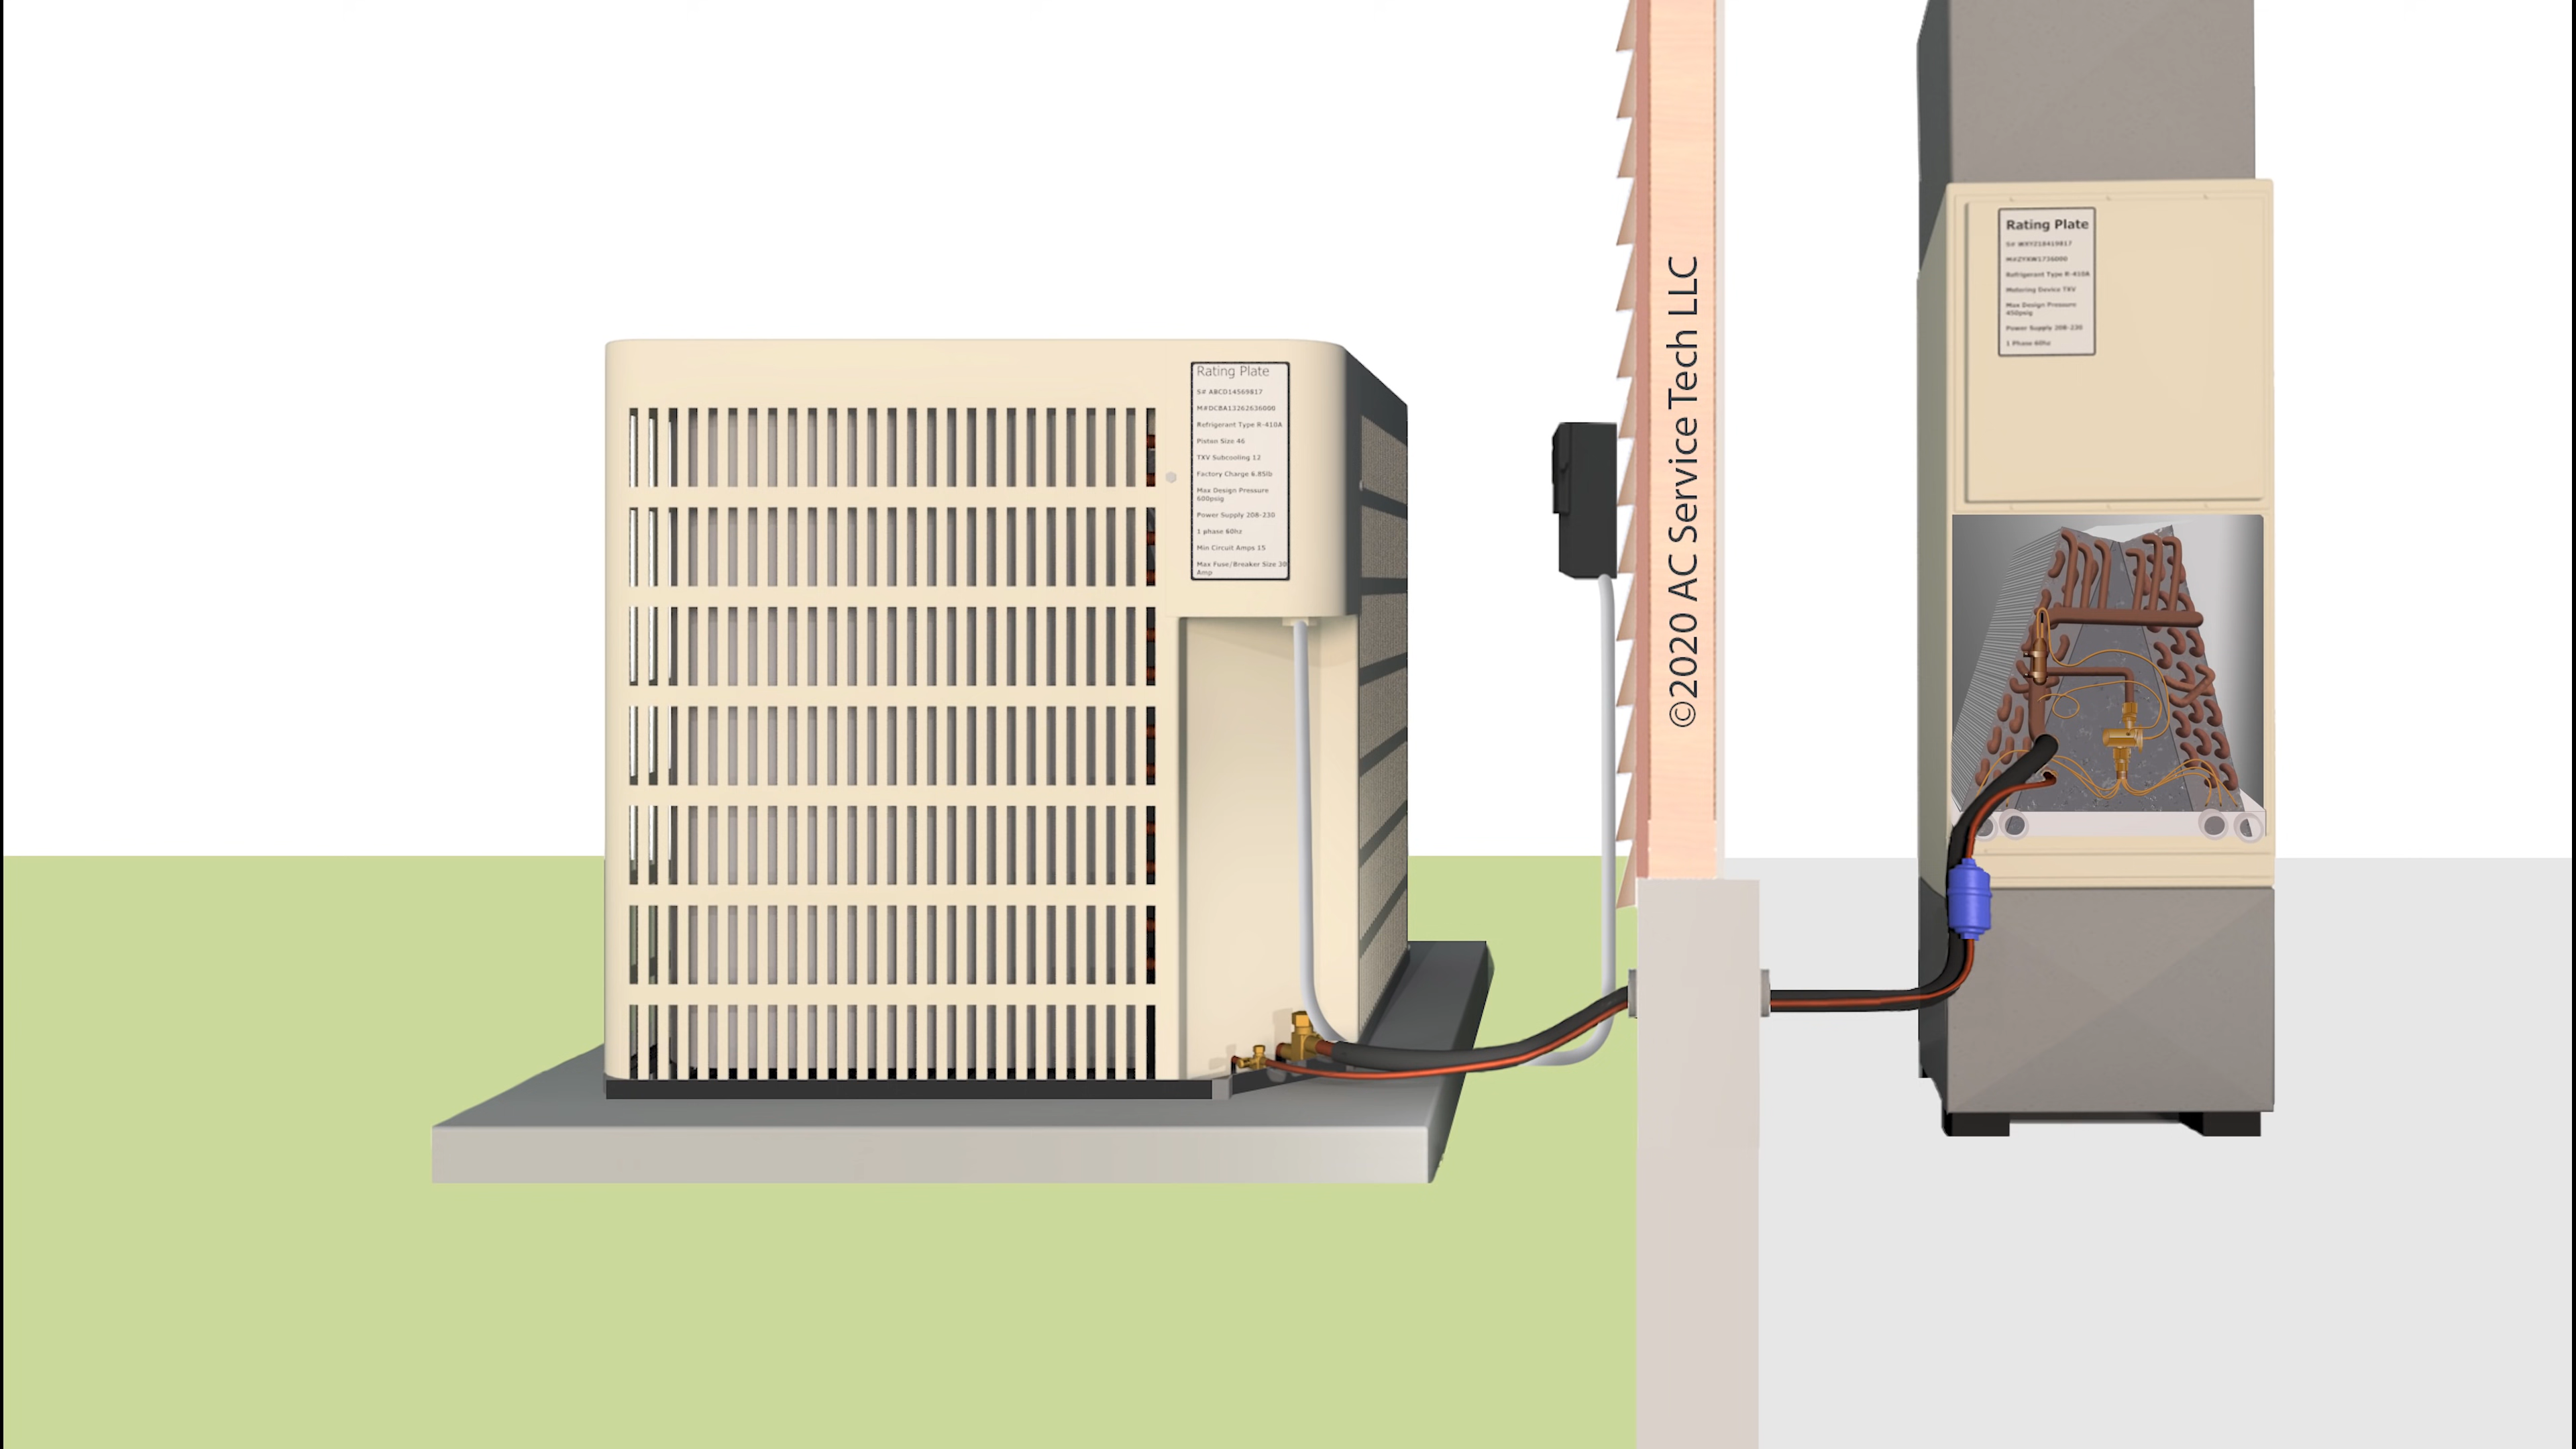 Rating Plate
S# ABCD14569817
M#DCBA13262636000
Refrigerant Type R-410A
Piston Size 46
TXV Subcooling 12
Factory Charge 6.85lb
Max Design Pressure
600psig
Power Supply 208-230
1 phase 60hz
Min Circuit Amps 15
Max Fuse/Breaker Size 30
Amp
©2020 AC Service Tech LLC
Rating Plate
S# WXYZ18419817
M#ZYXW1736000
Refrigerant Type R-410A
Metering Device TXV
Max Design Pressure
450psig
Power Supply 208-230
1 Phase 60hz